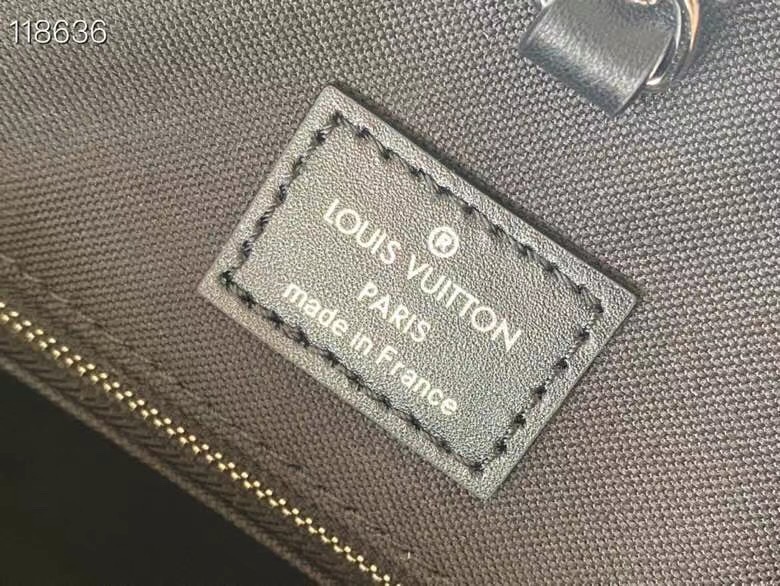 118636
®
LOUIS VUITTON
PARIS
made in France